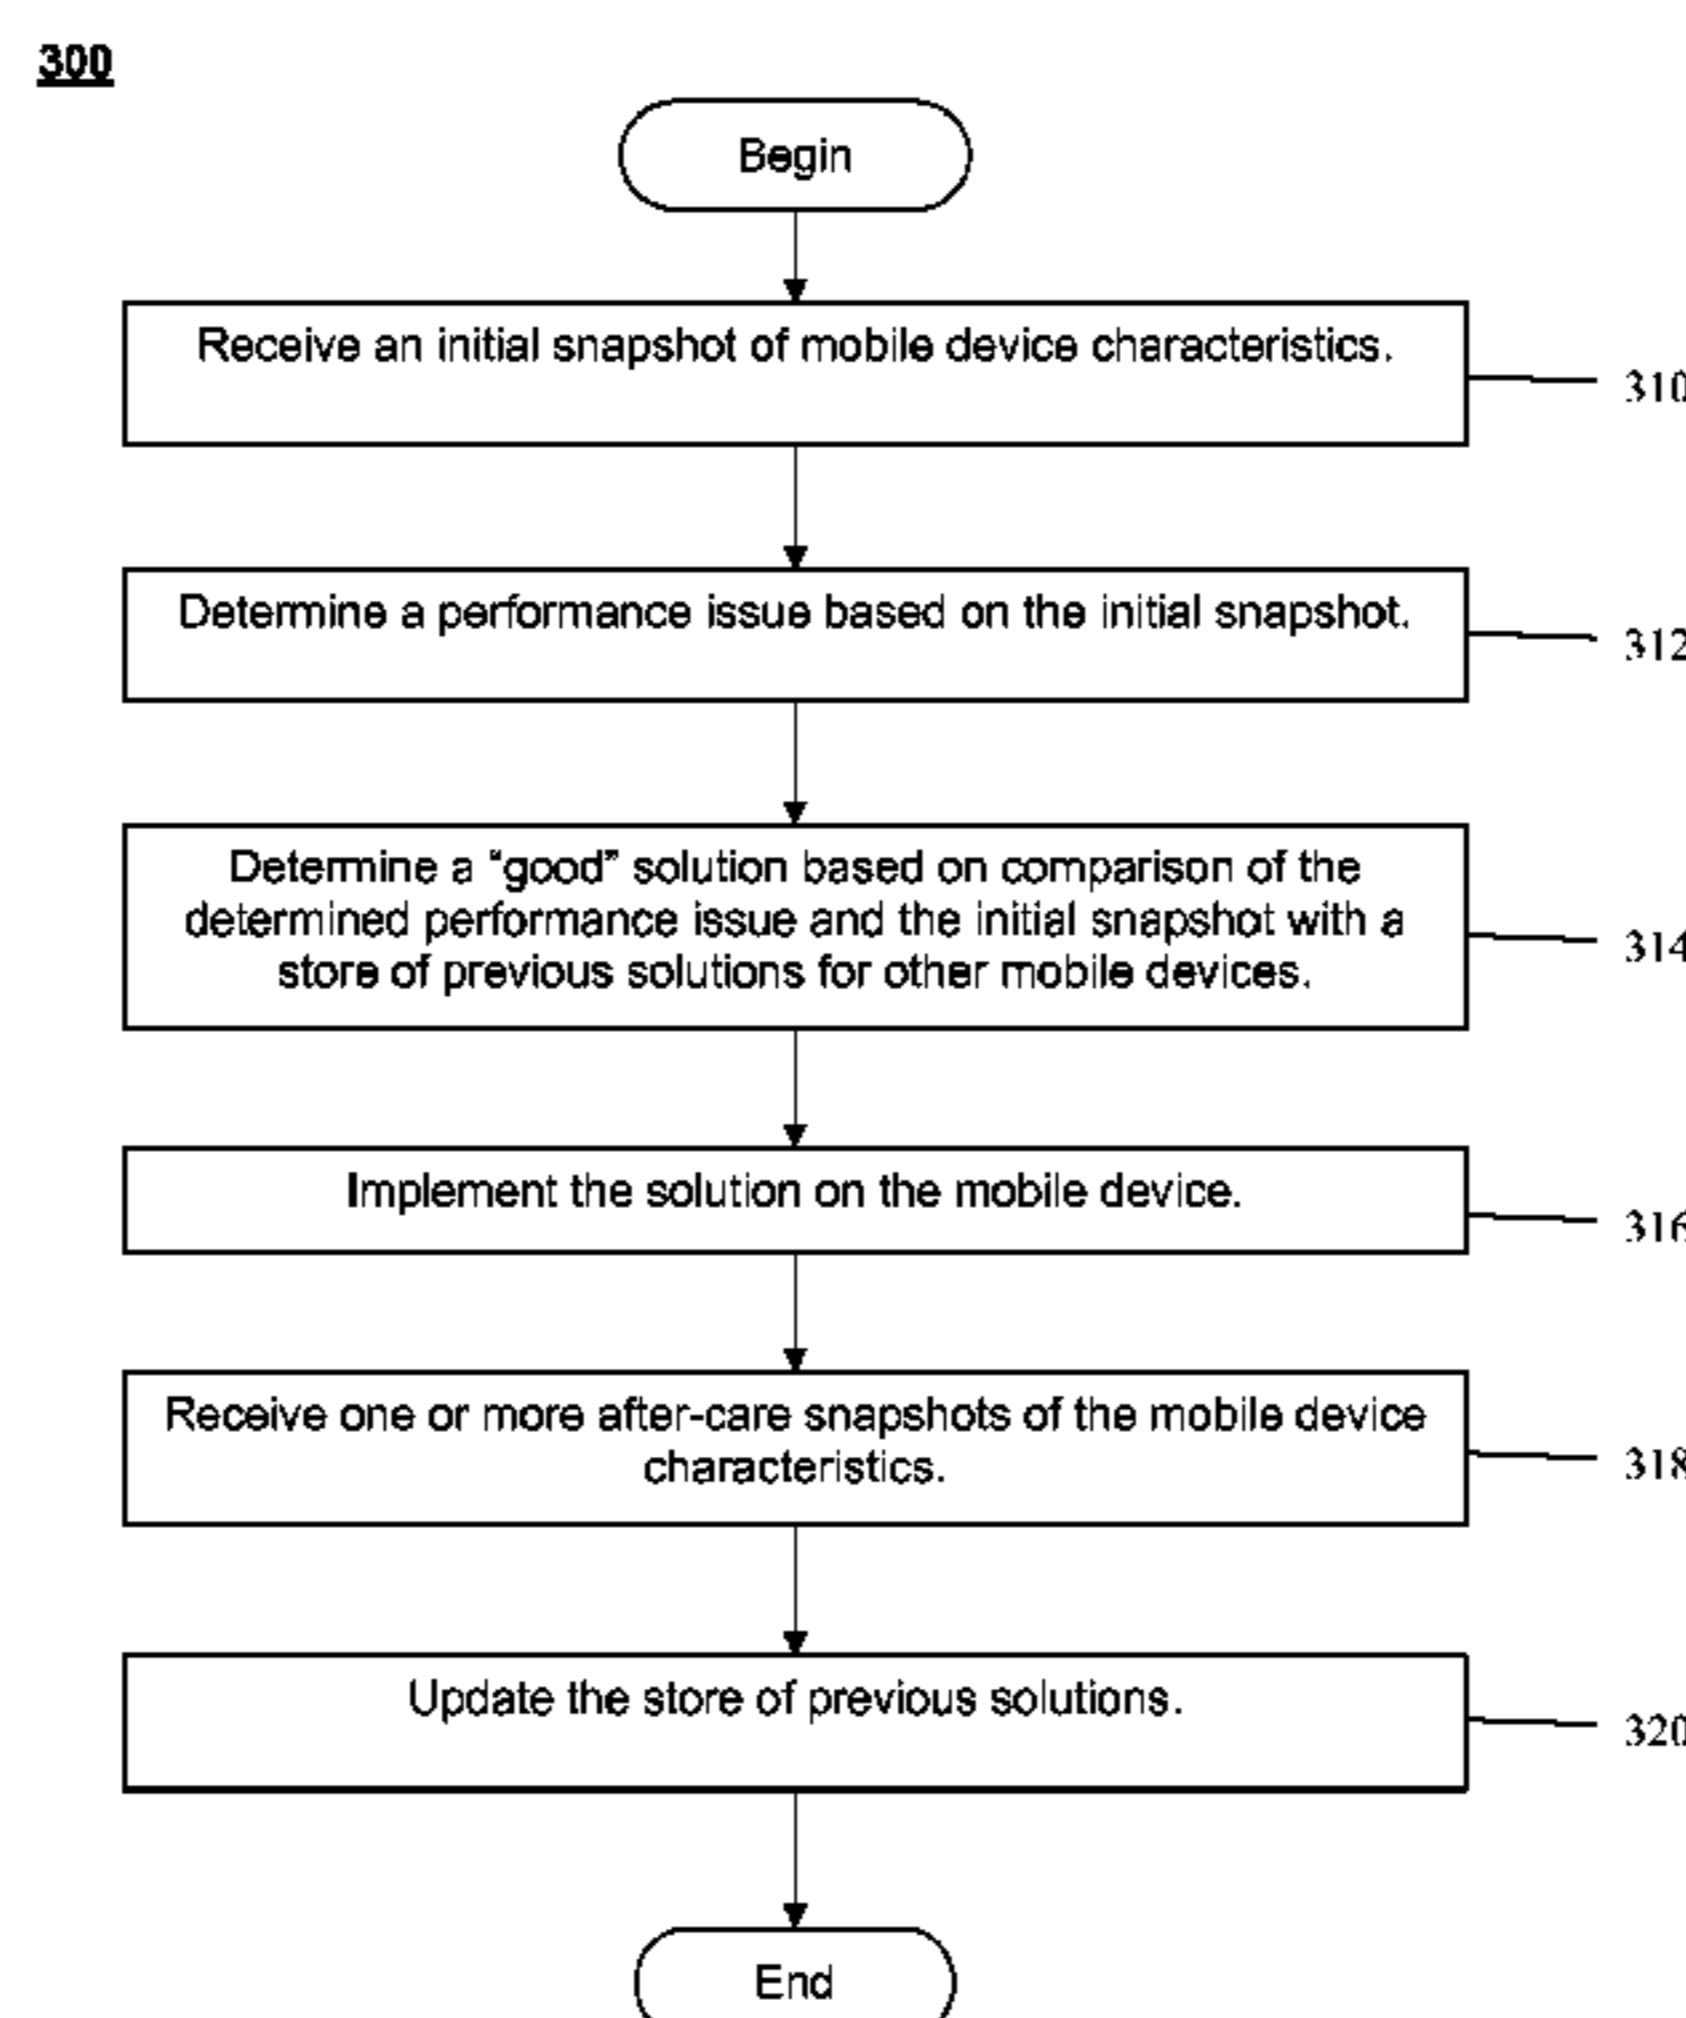 300
Begin
Receive an initial snapshot of mobile device characteristics.
310
Determine a performance issue based on the initial snapshot.
312
Determine a “good” solution based on comparison of the
determined performance issue and the initial snapshot with a
store of previous solutions for other mobile devices.
314
Implement the solution on the mobile device.
316
Receive one or more after-care snapshots of the mobile device
characteristics.
318
Update the store of previous solutions.
320
End